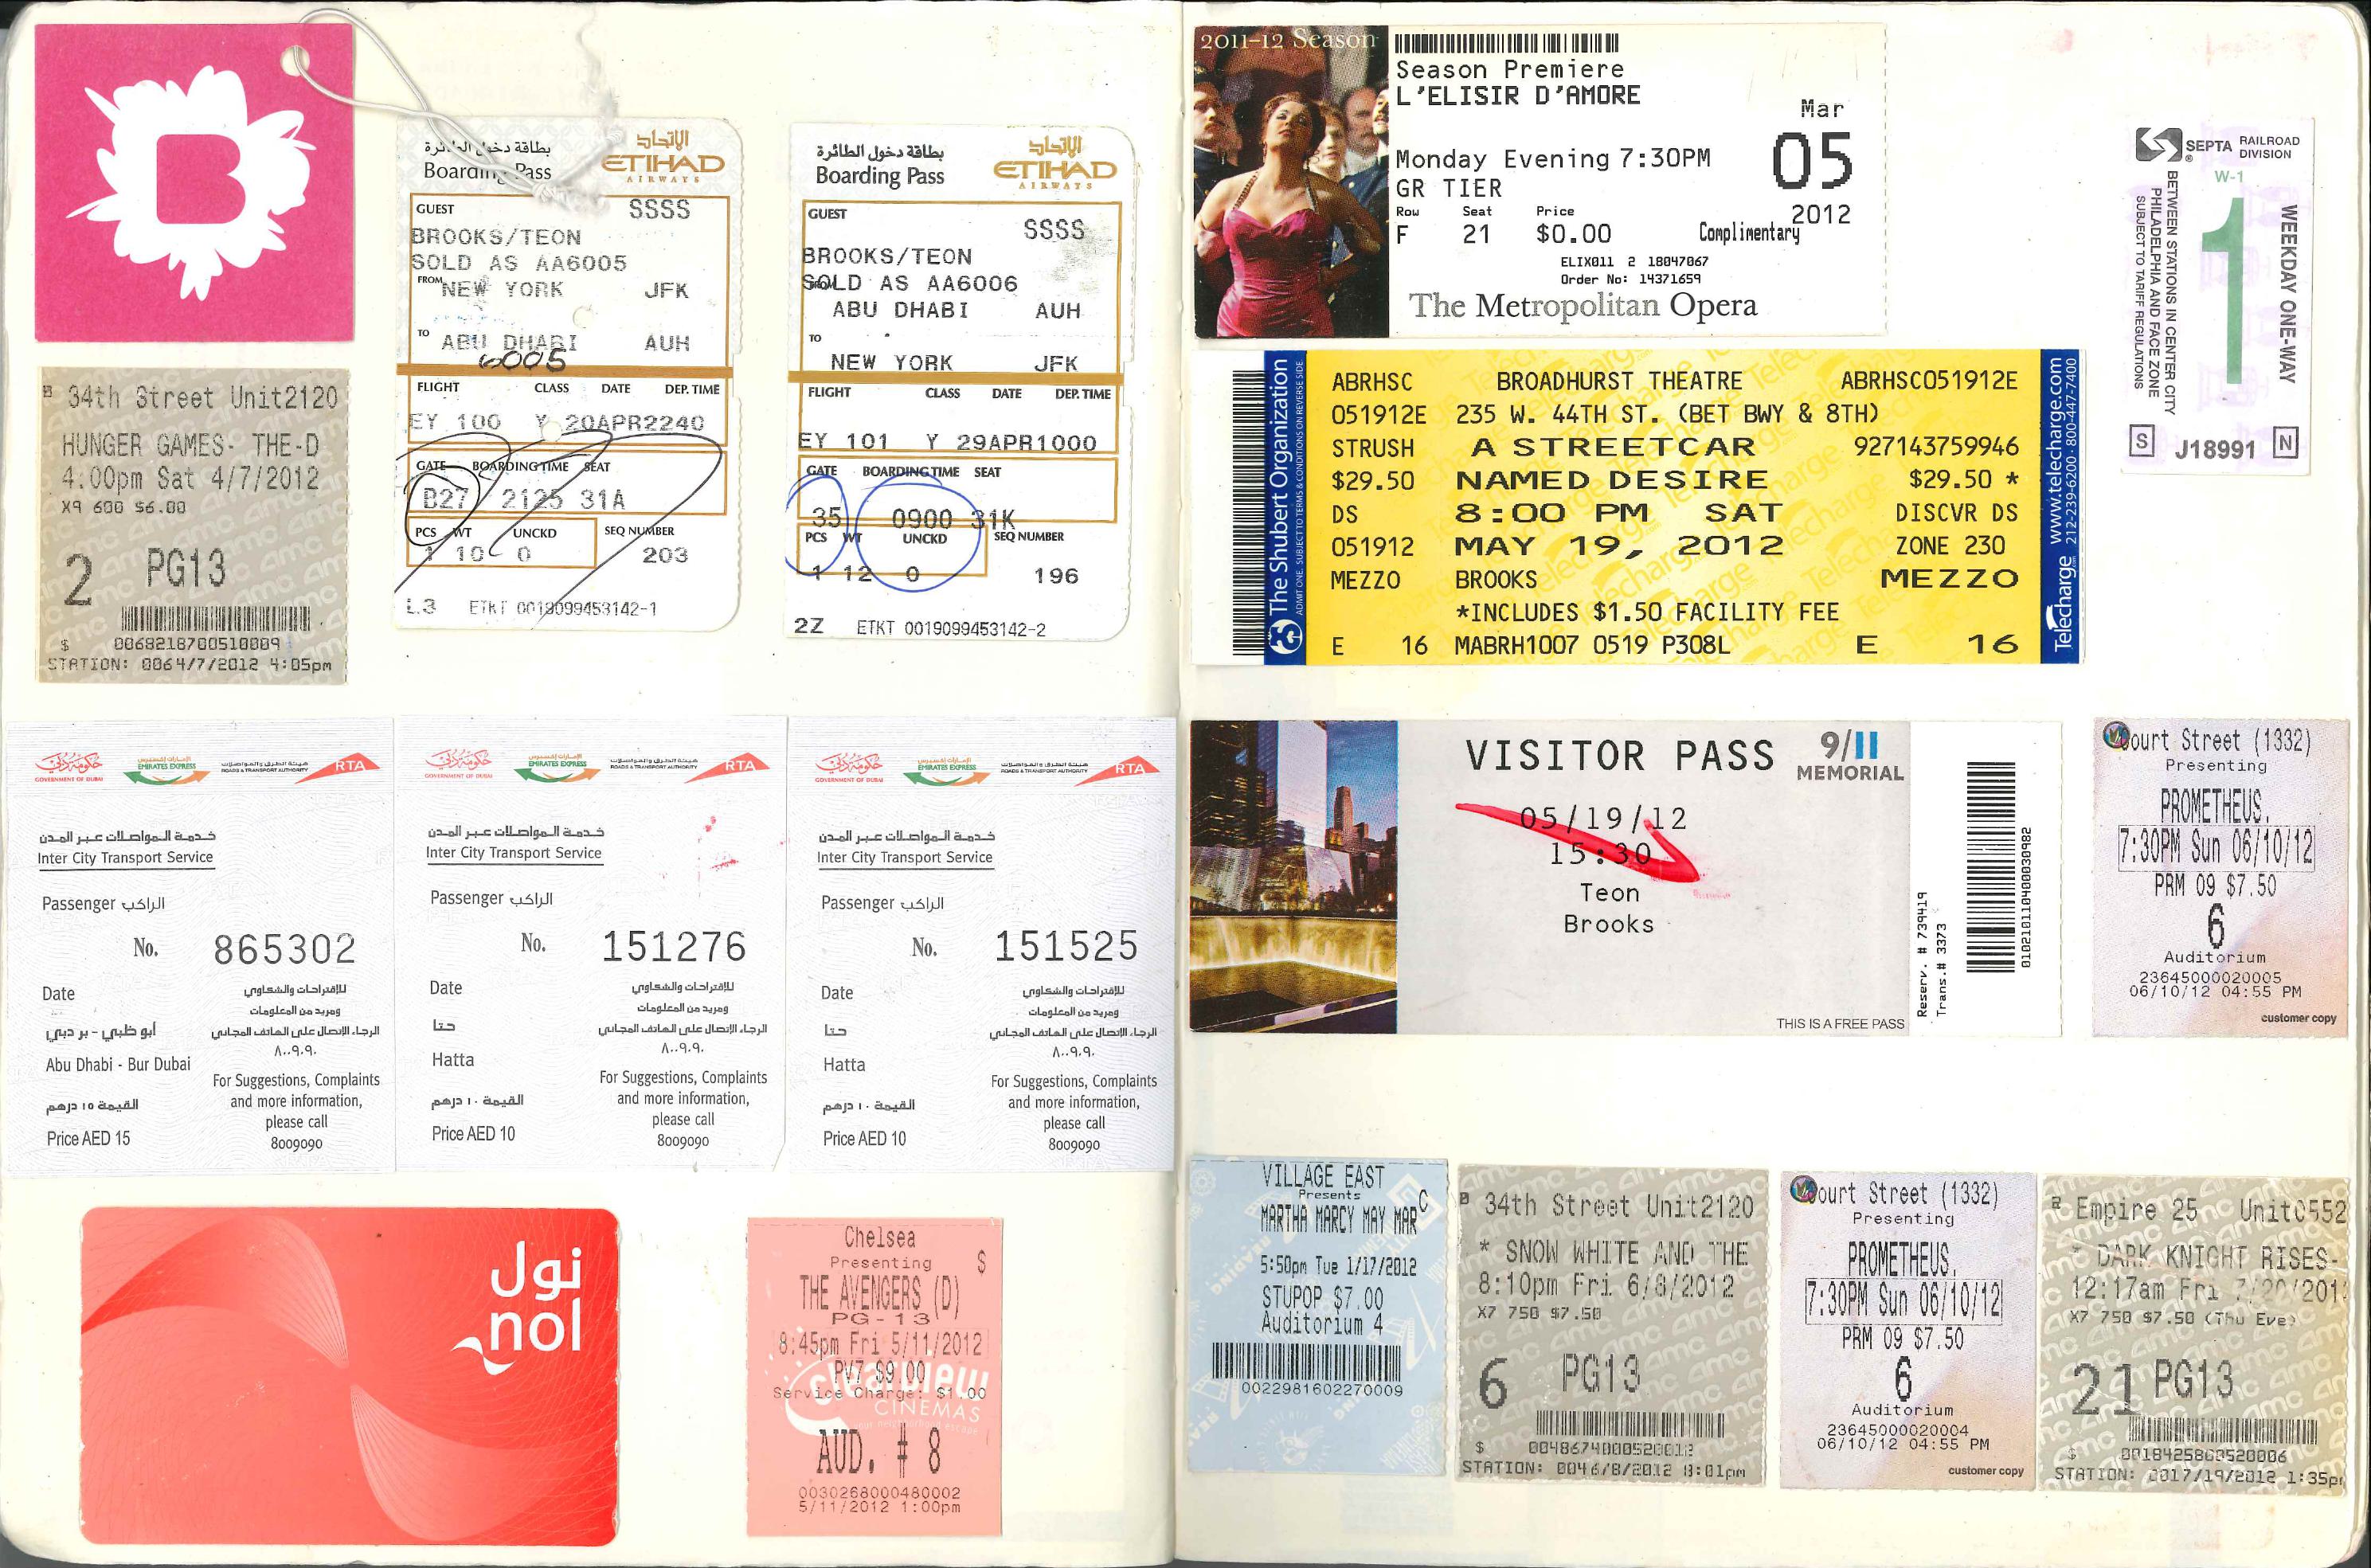 B
34th Street Unit2120
HUNGER GAMES- THE-D
4:00pm Sat 4/7/2012
X9 600 $6.00
2 PG13
$ 0068218700510009
STATION: 0064/7/2012 4:05pm
بطاقة دخول الطائرة
Boarding Pass
الإتحاد
ETIHAD
AIRWAYS
GUEST
SSSS
BROOKS/TEON
SOLD AS AA6005
FROM NEW YORK JFK
TO ABU DHABI AUH
6005
FLIGHT CLASS DATE DEP. TIME
EY 100 Y 20APR2240
GATE BOARDING TIME SEAT
B27 2125 31A
PCS WT UNCKD SEQ NUMBER
1 10 0 203
L.3 ETKT 0019099453142-1
بطاقة دخول الطائرة
Boarding Pass
الإتحاد
ETIHAD
AIRWAYS
GUEST
SSSS
BROOKS/TEON
SOLD AS AA6006
FROM
ABU DHABI AUH
TO
NEW YORK JFK
FLIGHT CLASS DATE DEP. TIME
EY 101 Y 29APR1000
GATE BOARDING TIME SEAT
35 0900 31K
PCS WT UNCKD SEQ NUMBER
1 12 0 196
2Z ETKT 0019099453142-2
حكومة دبي
GOVERNMENT OF DUBAI
الإمارات إكسبرس
EMIRATES EXPRESS
هيئة الطرق و المواصلات
ROADS & TRANSPORT AUTHORITY
RTA
خدمة المواصلات عبر المدن
Inter City Transport Service
Passenger الراكب
No. 865302
Date
للإقتراحات والشكاوي
ومزيد من المعلومات
أبو ظبي - بر دبي
الرجاء الإتصال على الهاتف المجاني
٨٠٠٩٠٩٠
Abu Dhabi - Bur Dubai
For Suggestions, Complaints
and more information,
please call
8009090
القيمة ١٥ درهم
Price AED 15
حكومة دبي
GOVERNMENT OF DUBAI
الإمارات إكسبرس
EMIRATES EXPRESS
هيئة الطرق و المواصلات
ROADS & TRANSPORT AUTHORITY
RTA
خدمة المواصلات عبر المدن
Inter City Transport Service
Passenger الراكب
No. 151276
Date
للإقتراحات والشكاوي
ومزيد من المعلومات
حتا
الرجاء الإتصال على الهاتف المجاني
٨٠٠٩٠٩٠
Hatta
For Suggestions, Complaints
and more information,
please call
8009090
القيمة ١٠ درهم
Price AED 10
حكومة دبي
GOVERNMENT OF DUBAI
الإمارات إكسبرس
EMIRATES EXPRESS
هيئة الطرق و المواصلات
ROADS & TRANSPORT AUTHORITY
RTA
خدمة المواصلات عبر المدن
Inter City Transport Service
Passenger الراكب
No. 151525
Date
للإقتراحات والشكاوي
ومزيد من المعلومات
حتا
الرجاء الإتصال على الهاتف المجاني
٨٠٠٩٠٩٠
Hatta
For Suggestions, Complaints
and more information,
please call
8009090
القيمة ١٠ درهم
Price AED 10
نول
nol
Chelsea
Presenting $
THE AVENGERS (D)
PG-13
8:45pm Fri 5/11/2012
PV7 $9.00
Service Charge: $1.00
clearview
CINEMAS
AUD. # 8
0030268000480002
5/11/2012 1:00pm
2011-12 Season
Season Premiere
L'ELISIR D'AMORE
Mar
05
2012
Monday Evening 7:30PM
GR TIER
Row Seat Price
F 21 $0.00 Complimentary
ELIX011 2 18047067
Order No: 14371659
The Metropolitan Opera
SEPTA RAILROAD
DIVISION
W-1
1
WEEKDAY ONE-WAY
BETWEEN STATIONS IN CENTER CITY
PHILADELPHIA AND FACE ZONE
SUBJECT TO TARIFF REGULATIONS
S J18991 N
The Shubert Organization
ADMIT ONE. SUBJECT TO TERMS & CONDITIONS ON REVERSE SIDE.
ABRHSC BROADHURST THEATRE ABRHSC051912E
051912E 235 W. 44TH ST. (BET BWY & 8TH)
STRUSH A STREETCAR 927143759946
$29.50 NAMED DESIRE $29.50 *
DS 8:00 PM SAT DISCVR DS
051912 MAY 19, 2012 ZONE 230
MEZZO BROOKS MEZZO
*INCLUDES $1.50 FACILITY FEE
E 16 MABRH1007 0519 P308L E 16
Telecharge www.telecharge.com
212-239-6200 · 800-447-7400
VISITOR PASS
9/11
MEMORIAL
05/19/12
15:30
Teon
Brooks
THIS IS A FREE PASS
Reserv. # 739419
Trans.# 3373
0102101104000030982
Court Street (1332)
Presenting
PROMETHEUS,
7:30PM Sun 06/10/12
PRM 09 $7.50
6
Auditorium
23645000020005
06/10/12 04:55 PM
customer copy
VILLAGE EAST
Presents
MARTHA MARCY MAY MAR
C
5:50pm Tue 1/17/2012
STUPOP $7.00
Auditorium 4
0022981602270009
34th Street Unit2120
* SNOW WHITE AND THE
8:10pm Fri 6/8/2012
X7 750 $7.50
6 PG13
$
STATION: 0046/8/2012 8:01pm
Court Street (1332)
Presenting
PROMETHEUS,
7:30PM Sun 06/10/12
PRM 09 $7.50
6
Auditorium
23645000020004
06/10/12 04:55 PM
customer copy
Empire 25 Unit0552
* DARK KNIGHT RISES-
12:17am Fri 7/20/201
X7 750 $7.50 (Thu Eve)
21 PG13
$
STATION: 0017/19/2012 1:35p